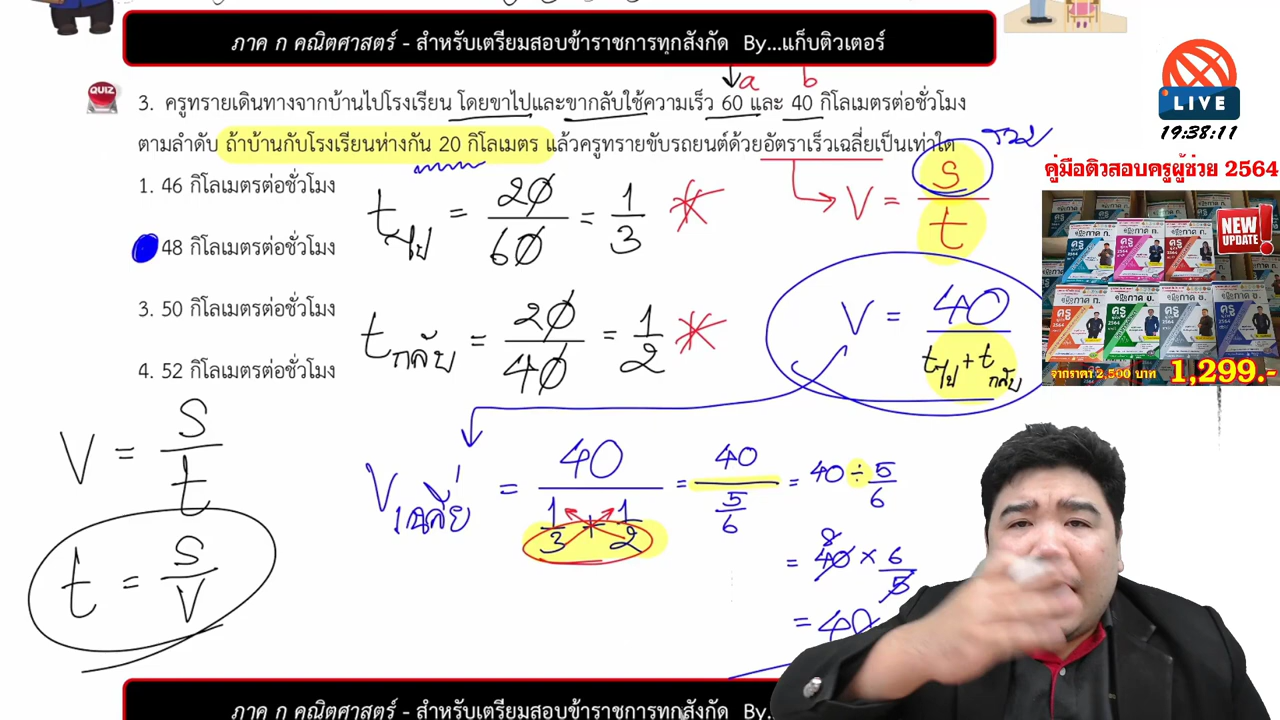 ภาค ก คณิตศาสตร์ - สำหรับเตรียมสอบข้าราชการทุกสังกัด By...แก็บติวเตอร์
QUIZ
a b
3. ครูทรายเดินทางจากบ้านไปโรงเรียน โดยขาไปและขากลับใช้ความเร็ว 60 และ 40 กิโลเมตรต่อชั่วโมง
ตามลำดับ ถ้าบ้านกับโรงเรียนห่างกัน 20 กิโลเมตร แล้วครูทรายขับรถยนต์ด้วยอัตราเร็วเฉลี่ยเป็นเท่าใด
รวม
1. 46 กิโลเมตรต่อชั่วโมง
48 กิโลเมตรต่อชั่วโมง
3. 50 กิโลเมตรต่อชั่วโมง
4. 52 กิโลเมตรต่อชั่วโมง
tไป = 20/60 = 1/3
V = s/t
tกลับ = 20/40 = 1/2
V = 40/(tไป + tกลับ)
V = s/t
t = s/v
Vเฉลี่ย = 40/(1/3 + 1/2) = 40/(5/6) = 40 ÷ 5/6
8
= 40 × 6/5
= 48
LIVE
19:38:11
คู่มือติวสอบครูผู้ช่วย 2564
NEW
UPDATE!
จากราคา 2,500 บาท 1,299.-
ภาค ก คณิตศาสตร์ - สำหรับเตรียมสอบข้าราชการทุกสังกัด By...